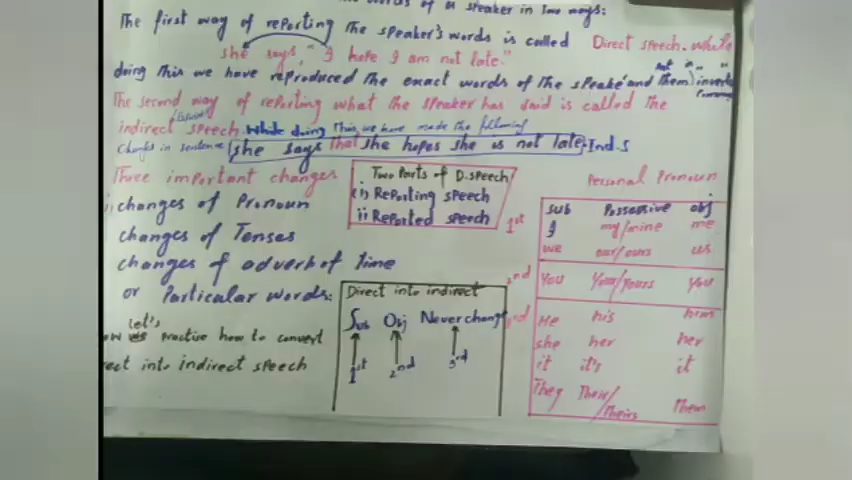 words of a speaker in two ways:
The first way of reporting the speaker's words is called Direct speech. while
she says, "I hope I am not late."
doing this we have reproduced the exact words of the speaker and them inverted
The second way of reporting what the speaker has said is called the
indirect speech. While doing this, we have made the following
changes in sentence she says that she hopes she is not late. Ind.s
Three important changes
changes of Pronoun
changes of Tenses
changes of adverb of time
or Particular words:
let's
practise how to convert
direct into indirect speech
Two Parts of D.speech
(i) Reporting speech
ii Reported speech
Direct into indirect
Sub Obj Never change
1st 2nd 3rd
Personal Pronoun
Sub Possessive obj
1st I my/mine me
we our/ours us
2nd You Your/yours you
3rd He his him
she her her
it it's it
They Their/ Theirs Them